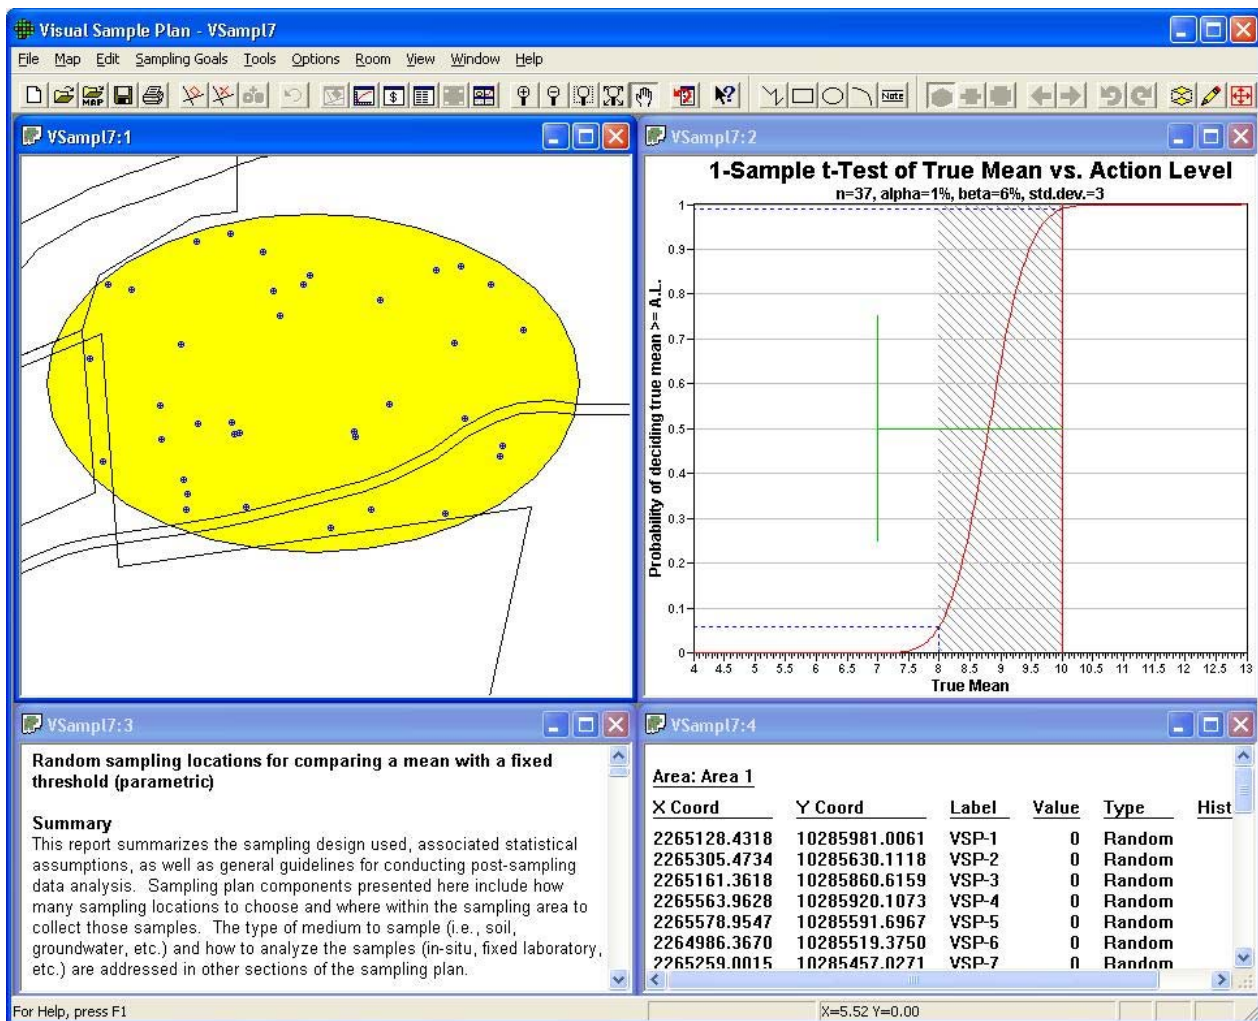 Visual Sample Plan - VSampl7
File Map Edit Sampling Goals Tools Options Room View Window Help
MAP $ Note
VSampl7:1
VSampl7:2
1-Sample t-Test of True Mean vs. Action Level
n=37, alpha=1%, beta=6%, std.dev.=3
Probability of deciding true mean >= A.L.
1
0.9
0.8
0.7
0.6
0.5
0.4
0.3
0.2
0.1
0
4 4.5 5 5.5 6 6.5 7 7.5 8 8.5 9 9.5 10 10.5 11 11.5 12 12.5 13
True Mean
VSampl7:3
Random sampling locations for comparing a mean with a fixed
threshold (parametric)
Summary
This report summarizes the sampling design used, associated statistical
assumptions, as well as general guidelines for conducting post-sampling
data analysis. Sampling plan components presented here include how
many sampling locations to choose and where within the sampling area to
collect those samples. The type of medium to sample (i.e., soil,
groundwater, etc.) and how to analyze the samples (in-situ, fixed laboratory,
etc.) are addressed in other sections of the sampling plan.
VSampl7:4
Area: Area 1
X Coord Y Coord Label Value Type Hist
2265128.4318 10285981.0061 VSP-1 0 Random
2265305.4734 10285630.1118 VSP-2 0 Random
2265161.3618 10285860.6159 VSP-3 0 Random
2265563.9628 10285920.1073 VSP-4 0 Random
2265578.9547 10285591.6967 VSP-5 0 Random
2264986.3670 10285519.3750 VSP-6 0 Random
2265259.0015 10285457.0271 VSP-7 0 Random
For Help, press F1
X=5.52 Y=0.00